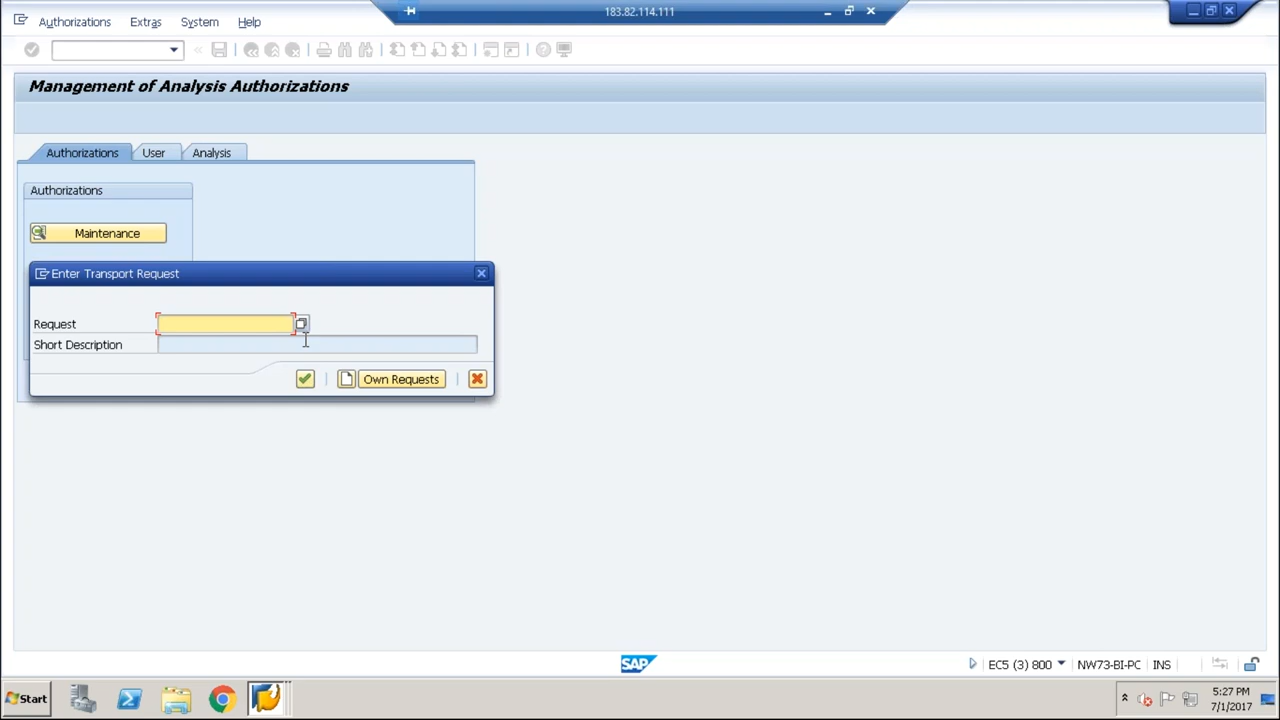 183.82.114.111
Authorizations Extras System Help
Management of Analysis Authorizations
Authorizations User Analysis
Authorizations
Maintenance
Enter Transport Request
Request
Short Description
Own Requests
SAP EC5 (3) 800 NW73-BI-PC INS
Start 5:27 PM
7/1/2017